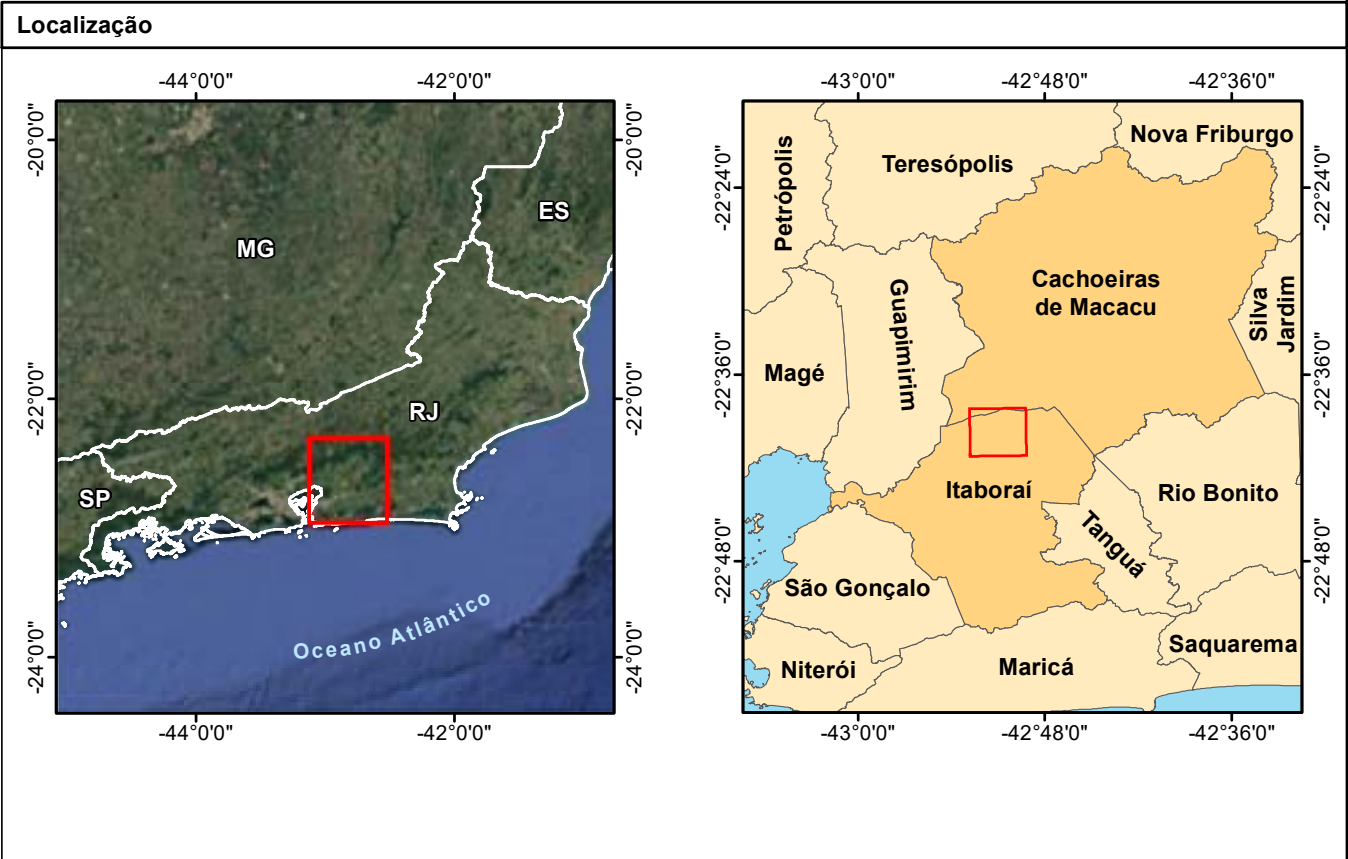 Localização
-44°0'0"
-42°0'0"
-20°0'0"
-20°0'0"
ES
MG
-22°0'0"
-22°0'0"
RJ
SP
Oceano Atlântico
-24°0'0"
-24°0'0"
-44°0'0"
-42°0'0"
-43°0'0"
-42°48'0"
-42°36'0"
Nova Friburgo
Petrópolis
Teresópolis
-22°24'0"
-22°24'0"
Cachoeiras
de Macacu
Silva
Jardim
Guapimirim
Magé
-22°36'0"
-22°36'0"
Itaboraí
Rio Bonito
Tanguá
-22°48'0"
-22°48'0"
São Gonçalo
Saquarema
Niterói
Maricá
-43°0'0"
-42°48'0"
-42°36'0"